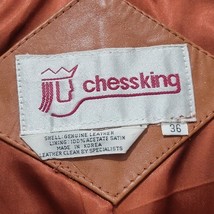 chessking
36
SHELL: GENUINE LEATHER
LINING: 100% ACETATE SATIN
MADE IN KOREA
LEATHER CLEAN BY SPECIALISTS